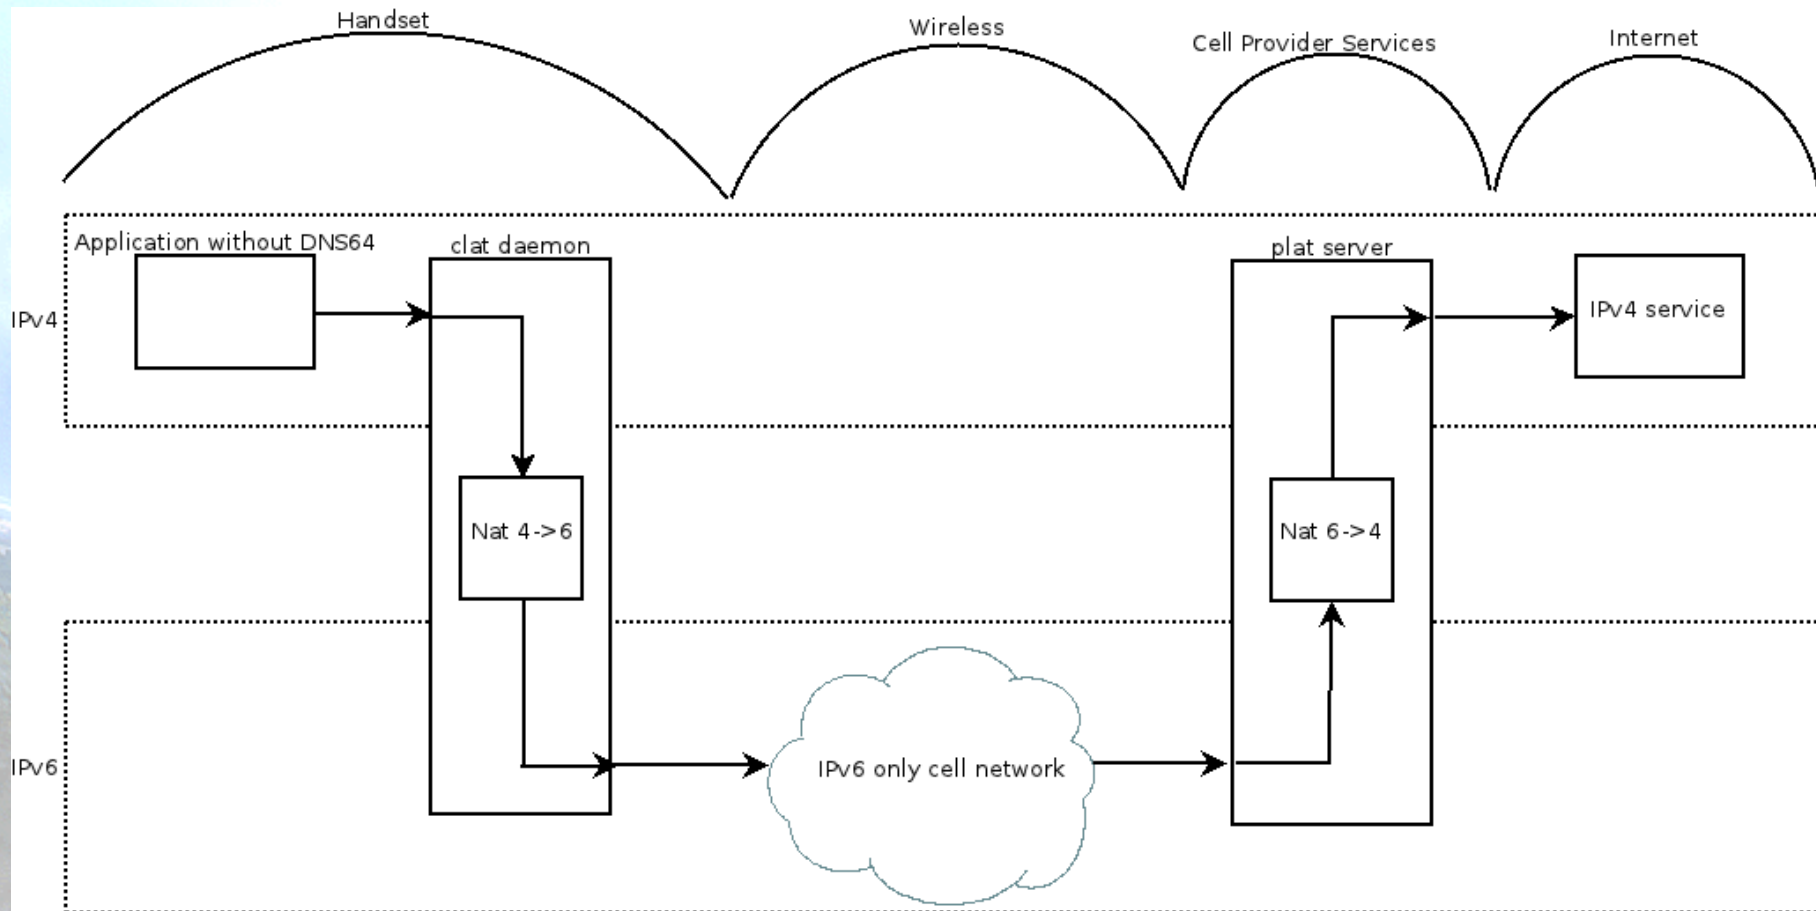 Handset
Wireless
Cell Provider Services
Internet
Application without DNS64
clat daemon
plat server
IPv4
IPv4 service
Nat 4->6
Nat 6->4
IPv6
IPv6 only cell network